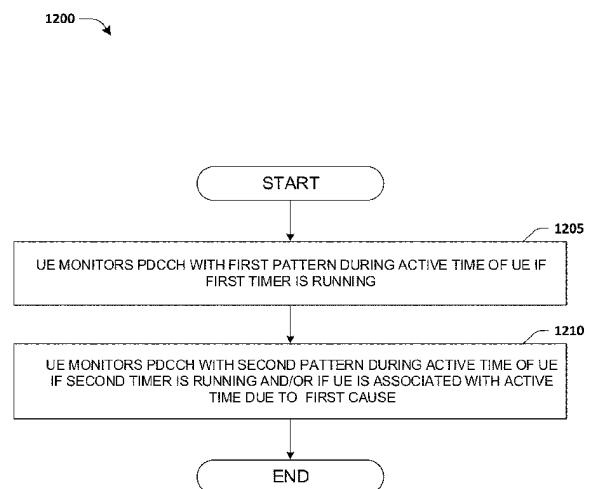 1200
START
1205
UE MONITORS PDCCH WITH FIRST PATTERN DURING ACTIVE TIME OF UE IF
FIRST TIMER IS RUNNING
1210
UE MONITORS PDCCH WITH SECOND PATTERN DURING ACTIVE TIME OF UE
IF SECOND TIMER IS RUNNING AND/OR IF UE IS ASSOCIATED WITH ACTIVE
TIME DUE TO FIRST CAUSE
END